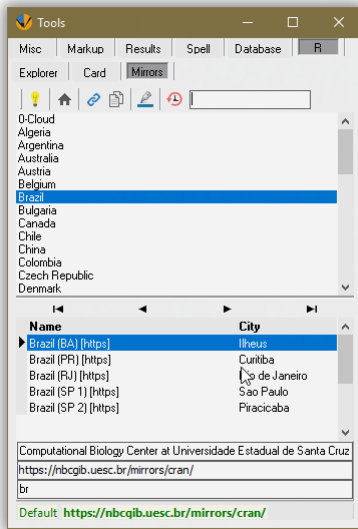 Tools
Misc Markup Results Spell Database R
Explorer Card Mirrors
0-Cloud
Algeria
Argentina
Australia
Austria
Belgium
Brazil
Bulgaria
Canada
Chile
China
Colombia
Czech Republic
Denmark
Name City
Brazil (BA) [https] Ilheus
Brazil (PR) [https] Curitiba
Brazil (RJ) [https] de Janeiro
Brazil (SP 1) [https] Sao Paulo
Brazil (SP 2) [https] Piracicaba
Computational Biology Center at Universidade Estadual de Santa Cruz
https://nbcgib.uesc.br/mirrors/cran/
br
Default https://nbcgib.uesc.br/mirrors/cran/